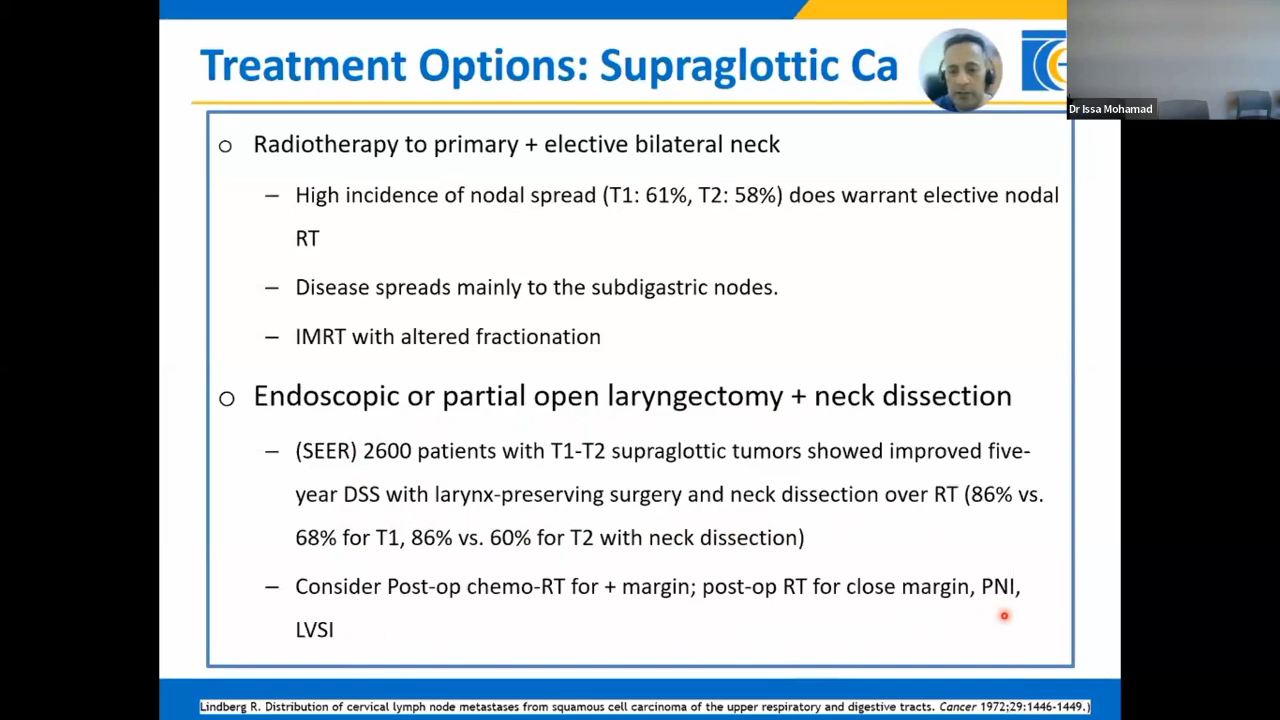 Treatment Options: Supraglottic Ca
Dr Issa Mohamad
o Radiotherapy to primary + elective bilateral neck
– High incidence of nodal spread (T1: 61%, T2: 58%) does warrant elective nodal
RT
– Disease spreads mainly to the subdigastric nodes.
– IMRT with altered fractionation
o Endoscopic or partial open laryngectomy + neck dissection
– (SEER) 2600 patients with T1-T2 supraglottic tumors showed improved five-
year DSS with larynx-preserving surgery and neck dissection over RT (86% vs.
68% for T1, 86% vs. 60% for T2 with neck dissection)
– Consider Post-op chemo-RT for + margin; post-op RT for close margin, PNI,
LVSI
Lindberg R. Distribution of cervical lymph node metastases from squamous cell carcinoma of the upper respiratory and digestive tracts. Cancer 1972;29:1446-1449.)